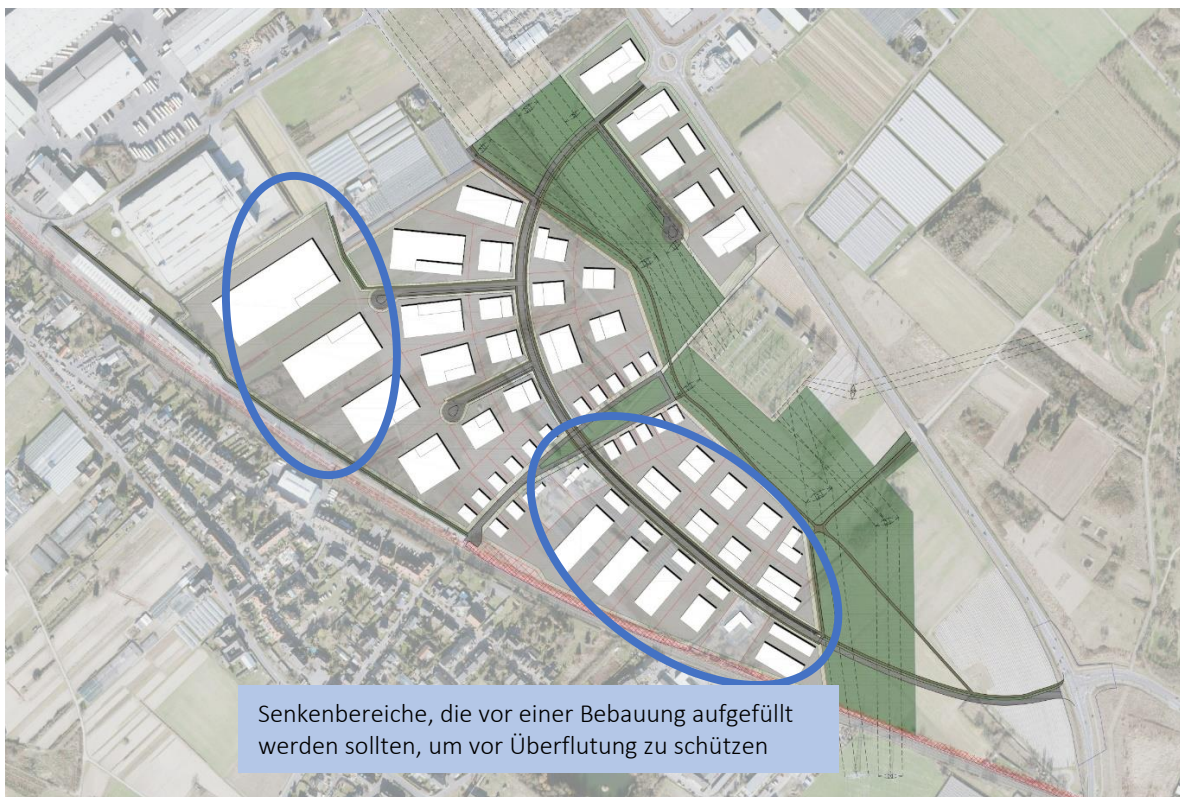 Senkenbereiche, die vor einer Bebauung aufgefüllt
werden sollten, um vor Überflutung zu schützen